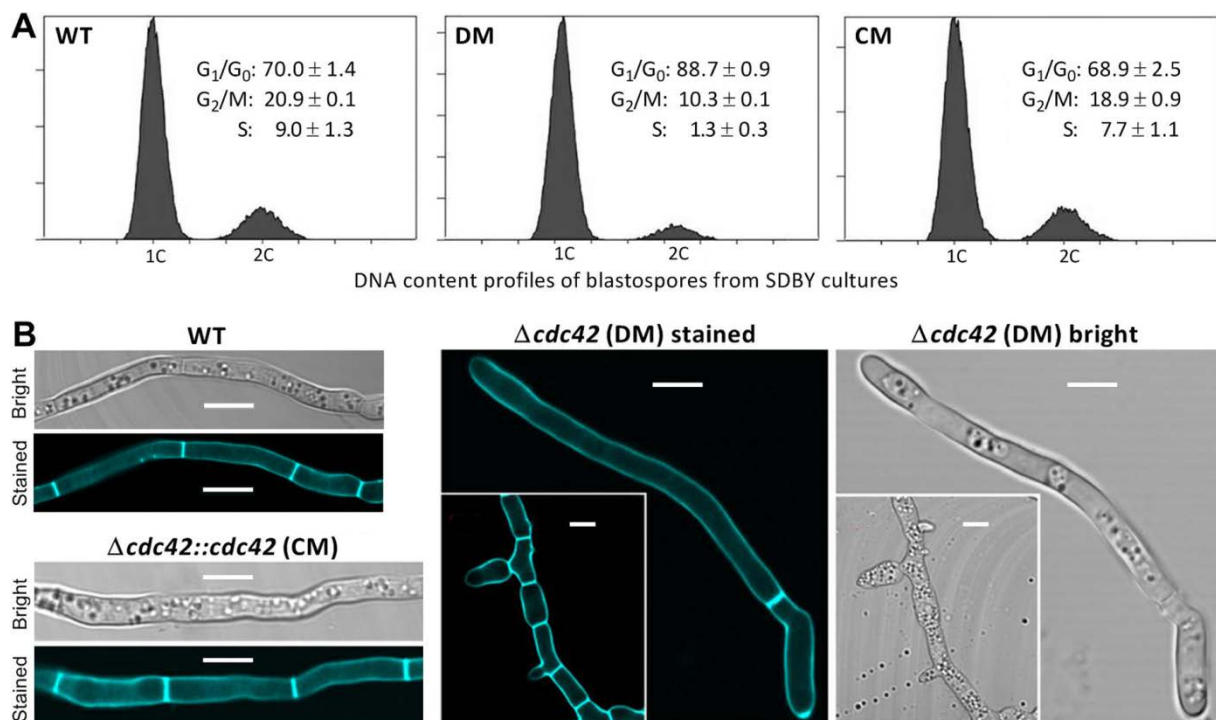 A
WT
G₁/G₀: 70.0 ± 1.4
G₂/M: 20.9 ± 0.1
S: 9.0 ± 1.3
1C 2C
DM
G₁/G₀: 88.7 ± 0.9
G₂/M: 10.3 ± 0.1
S: 1.3 ± 0.3
1C 2C
CM
G₁/G₀: 68.9 ± 2.5
G₂/M: 18.9 ± 0.9
S: 7.7 ± 1.1
1C 2C
DNA content profiles of blastospores from SDBY cultures
B
WT
Bright
Stained
Δcdc42::cdc42 (CM)
Bright
Stained
Δcdc42 (DM) stained
Δcdc42 (DM) bright